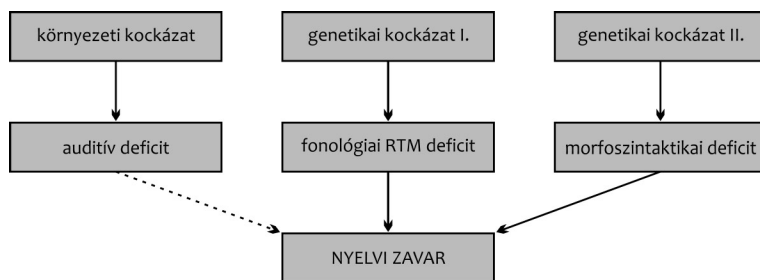 környezeti kockázat
genetikai kockázat I.
genetikai kockázat II.
auditív deficit
fonológiai RTM deficit
morfoszintaktikai deficit
NYELVI ZAVAR